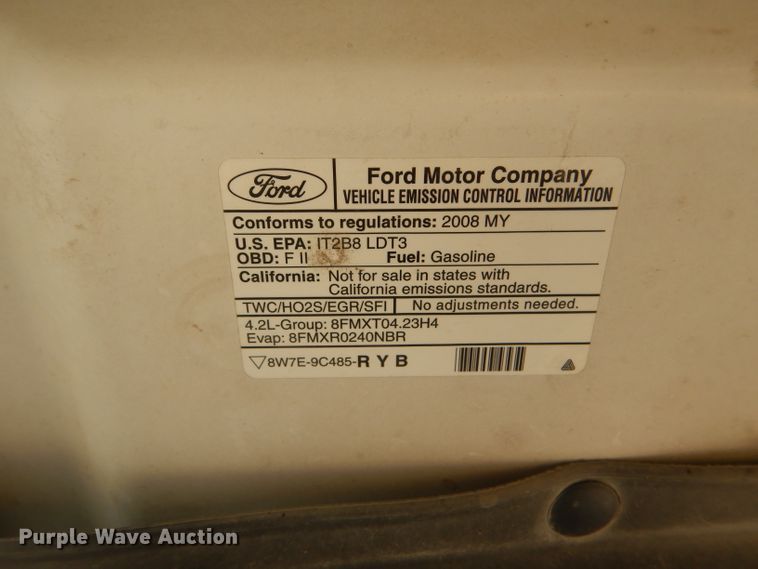 Ford
Ford Motor Company
VEHICLE EMISSION CONTROL INFORMATION
Conforms to regulations: 2008 MY
U.S. EPA: IT2B8 LDT3
OBD: F II Fuel: Gasoline
California: Not for sale in states with
California emissions standards.
TWC/HO2S/EGR/SFI No adjustments needed.
4.2L-Group: 8FMXT04.23H4
Evap: 8FMXR0240NBR
8W7E-9C485-R Y B
Purple Wave Auction